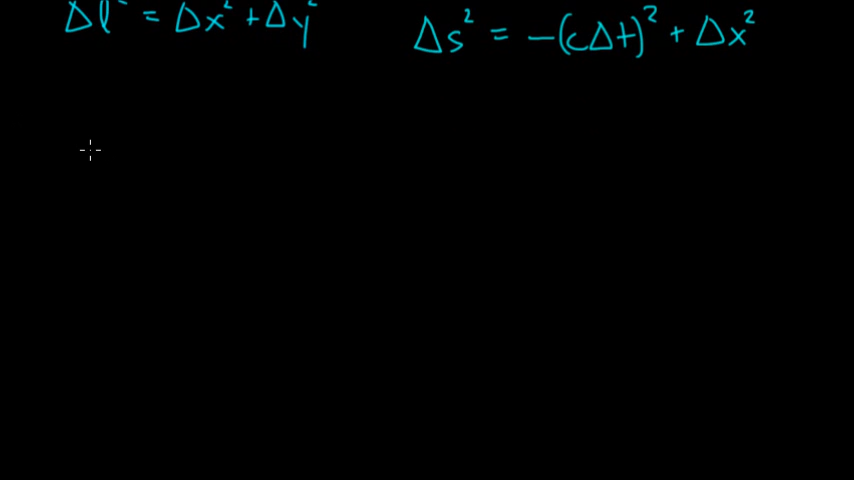 Δl² = Δx² + Δy²
Δs² = −(cΔt)² + Δx²